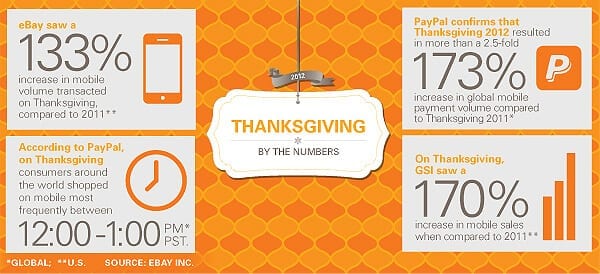 eBay saw a
133%
increase in mobile
volume transacted
on Thanksgiving,
compared to 2011**
According to PayPal,
on Thanksgiving
consumers around
the world shopped
on mobile most
frequently between
12:00-1:00 PM*
PST.
*GLOBAL; **U.S. SOURCE: EBAY INC.
2012
THANKSGIVING
BY THE NUMBERS
PayPal confirms that
Thanksgiving 2012 resulted
in more than a 2.5-fold
173%
increase in global mobile
payment volume compared
to Thanksgiving 2011*
P
On Thanksgiving,
GSI saw a
170%
increase in mobile sales
when compared to 2011**